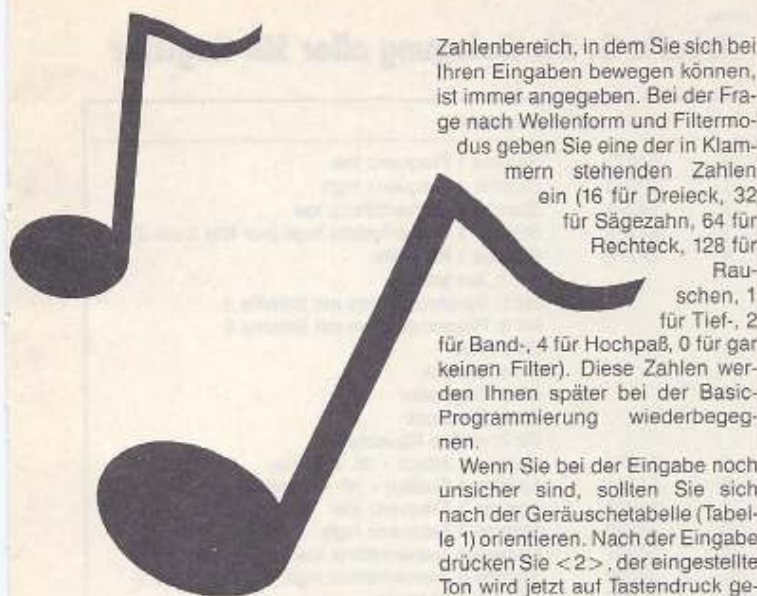 Zahlenbereich, in dem Sie sich bei
Ihren Eingaben bewegen können,
ist immer angegeben. Bei der Fra-
ge nach Wellenform und Filtermo-
dus geben Sie eine der in Klam-
mern stehenden Zahlen
ein (16 für Dreieck, 32
für Sägezahn, 64 für
Rechteck, 128 für
Rau-
schen, 1
für Tief-, 2
für Band-, 4 für Hochpaß, 0 für gar
keinen Filter). Diese Zahlen wer-
den Ihnen später bei der Basic-
Programmierung wiederbegeg-
nen.
Wenn Sie bei der Eingabe noch
unsicher sind, sollten Sie sich
nach der Geräuschetabelle (Tabel-
le 1) orientieren. Nach der Eingabe
drücken Sie <2>, der eingestellte
Ton wird jetzt auf Tastendruck ge-